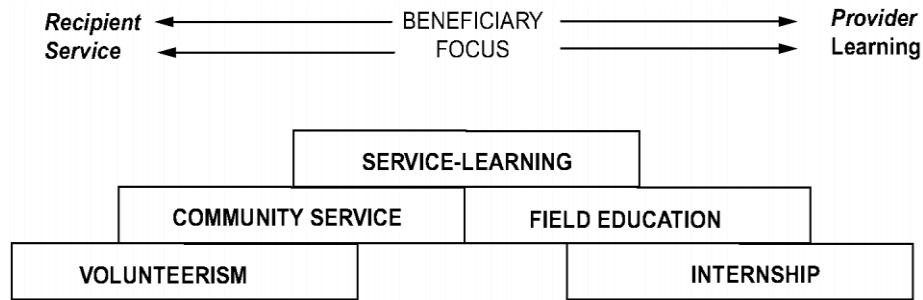 Recipient BENEFICIARY Provider
Service FOCUS Learning
SERVICE-LEARNING
COMMUNITY SERVICE FIELD EDUCATION
VOLUNTEERISM INTERNSHIP